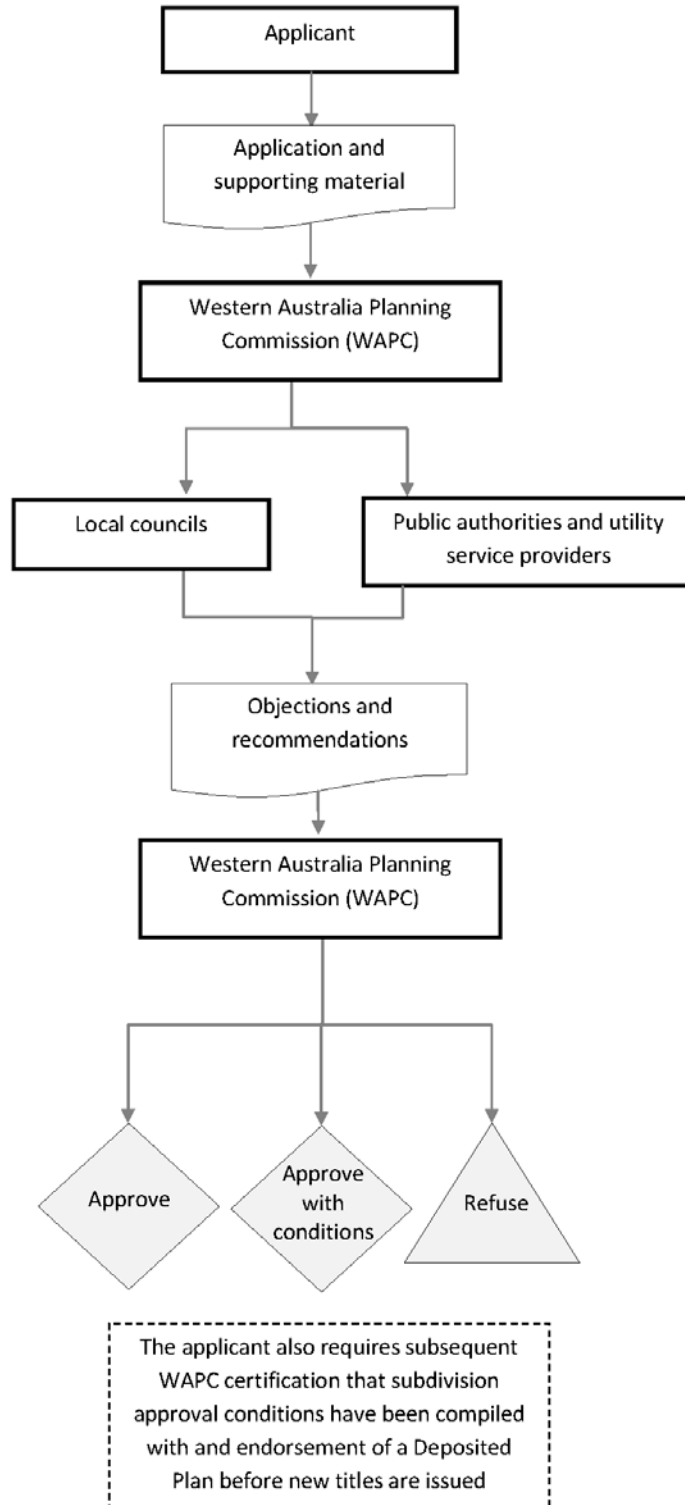 Applicant
Application and
supporting material
Western Australia Planning
Commission (WAPC)
Local councils
Public authorities and utility
service providers
Objections and
recommendations
Western Australia Planning
Commission (WAPC)
Approve
Approve
with
conditions
Refuse
The applicant also requires subsequent
WAPC certification that subdivision
approval conditions have been compiled
with and endorsement of a Deposited
Plan before new titles are issued